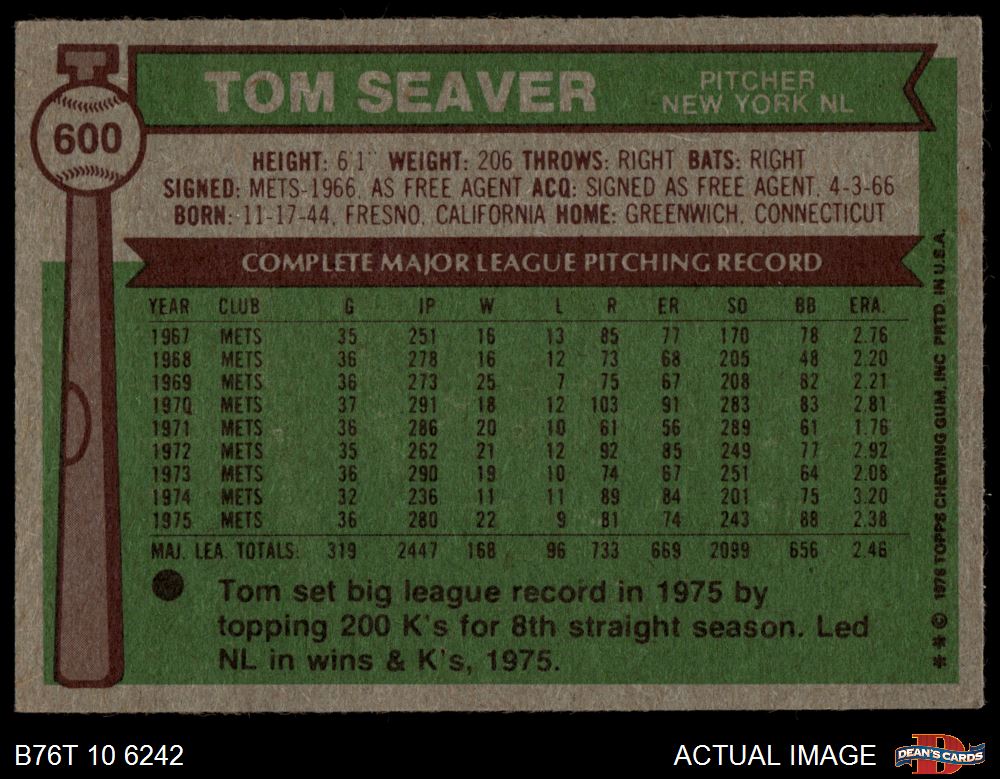 600
TOM SEAVER
PITCHER
NEW YORK NL
HEIGHT: 6'1" WEIGHT: 206 THROWS: RIGHT BATS: RIGHT
SIGNED: METS-1966, AS FREE AGENT ACQ: SIGNED AS FREE AGENT, 4-3-66
BORN: 11-17-44, FRESNO, CALIFORNIA HOME: GREENWICH, CONNECTICUT
COMPLETE MAJOR LEAGUE PITCHING RECORD
YEAR CLUB G IP W L R ER SO BB ERA.
1967 METS 35 251 16 13 85 77 170 78 2.76
1968 METS 36 278 16 12 73 68 205 48 2.20
1969 METS 36 273 25 7 75 67 208 82 2.21
1970 METS 37 291 18 12 103 91 283 83 2.81
1971 METS 36 286 20 10 61 56 289 61 1.76
1972 METS 35 262 21 12 92 85 249 77 2.92
1973 METS 36 290 19 10 74 67 251 64 2.08
1974 METS 32 236 11 11 89 84 201 75 3.20
1975 METS 36 280 22 9 81 74 243 88 2.38
MAJ. LEA. TOTALS: 319 2447 168 96 733 669 2099 656 2.46
Tom set big league record in 1975 by
topping 200 K's for 8th straight season. Led
NL in wins & K's, 1975.
* * © 1976 TOPPS CHEWING GUM, INC PRTD. IN U.S.A.
B76T 10 6242
ACTUAL IMAGE
D
DEAN'S CARDS